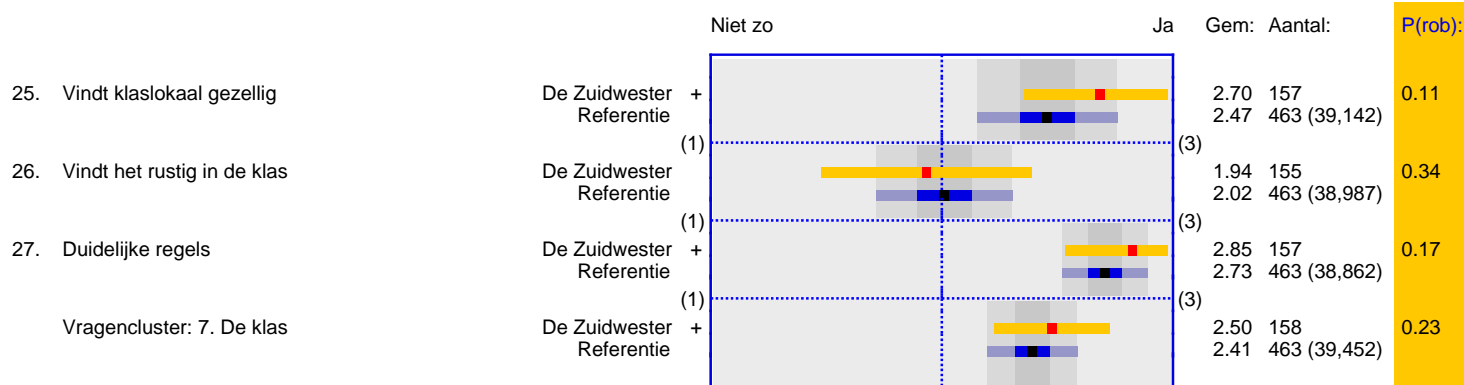 Niet zo Ja Gem: Aantal: P(rob):
25. Vindt klaslokaal gezellig De Zuidwester + 2.70 157 0.11
Referentie 2.47 463 (39,142)
(1) (3)
26. Vindt het rustig in de klas De Zuidwester 1.94 155 0.34
Referentie 2.02 463 (38,987)
(1) (3)
27. Duidelijke regels De Zuidwester + 2.85 157 0.17
Referentie 2.73 463 (38,862)
(1) (3)
Vragencluster: 7. De klas De Zuidwester + 2.50 158 0.23
Referentie 2.41 463 (39,452)